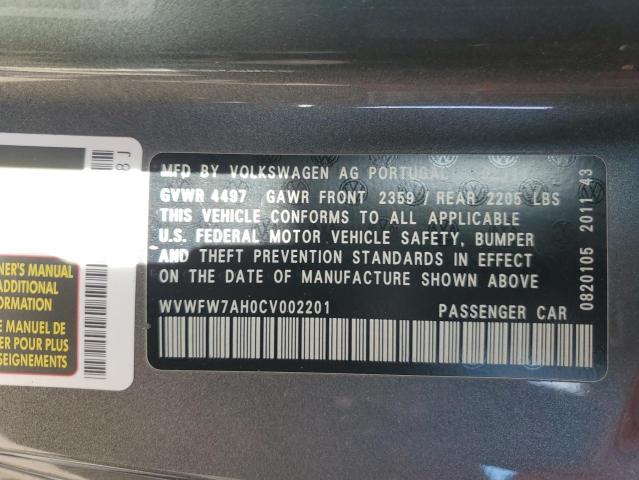 MFD BY VOLKSWAGEN AG PORTUGAL
GVWR 4497 GAWR FRONT 2359 / REAR 2205 LBS
THIS VEHICLE CONFORMS TO ALL APPLICABLE
U.S. FEDERAL MOTOR VEHICLE SAFETY, BUMPER
AND THEFT PREVENTION STANDARDS IN EFFECT
ON THE DATE OF MANUFACTURE SHOWN ABOVE
WVWFW7AH0CV002201 PASSENGER CAR
0820105 2011 43
8J
NER'S MANUAL
ADDITIONAL
FORMATION
E MANUEL DE
ER POUR PLUS
SEIGNEMENTS